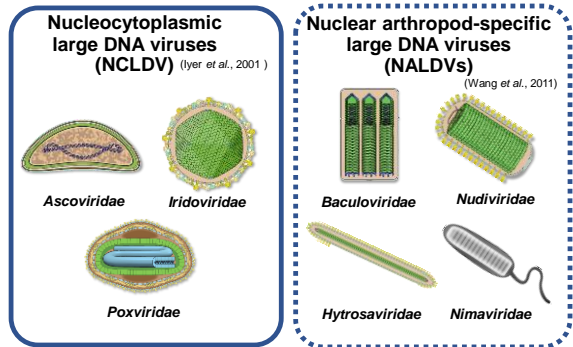 Nucleocytoplasmic
large DNA viruses
(NCLDV) (Iyer et al., 2001 )
Ascoviridae
Iridoviridae
Poxviridae
Nuclear arthropod-specific
large DNA viruses
(NALDVs)
(Wang et al., 2011)
Baculoviridae
Nudiviridae
Hytrosaviridae
Nimaviridae